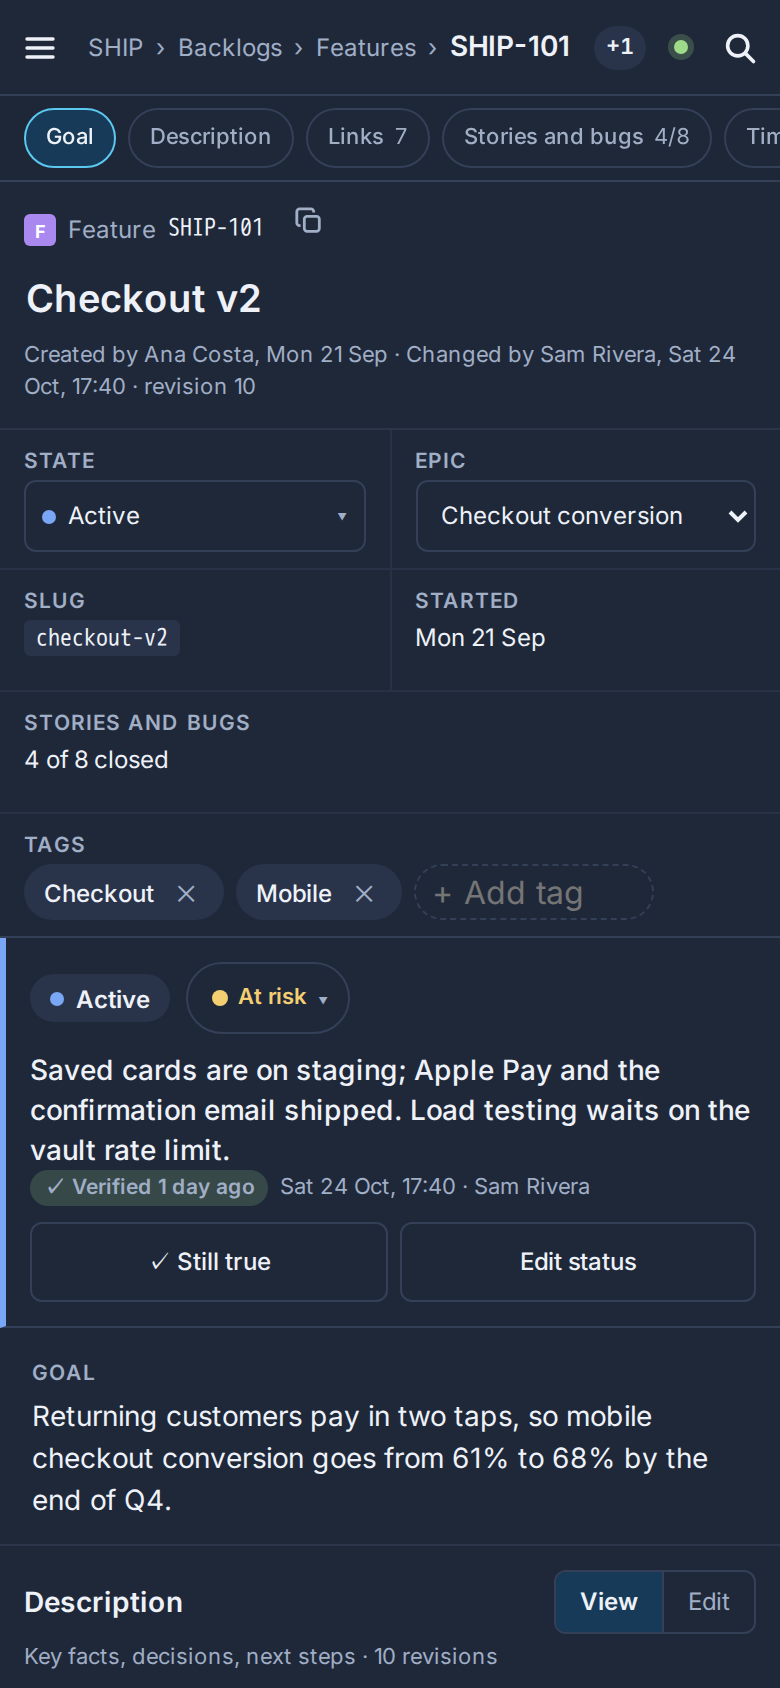 SHIP › Backlogs › Features › SHIP-101 +1
Goal Description Links 7 Stories and bugs 4/8 Tim
F Feature SHIP-101
Checkout v2
Created by Ana Costa, Mon 21 Sep · Changed by Sam Rivera, Sat 24
Oct, 17:40 · revision 10
STATE EPIC
Active Checkout conversion
SLUG STARTED
checkout-v2 Mon 21 Sep
STORIES AND BUGS
4 of 8 closed
TAGS
Checkout × Mobile × + Add tag
Active At risk
Saved cards are on staging; Apple Pay and the
confirmation email shipped. Load testing waits on the
vault rate limit.
✓ Verified 1 day ago Sat 24 Oct, 17:40 · Sam Rivera
✓ Still true Edit status
GOAL
Returning customers pay in two taps, so mobile
checkout conversion goes from 61% to 68% by the
end of Q4.
Description View Edit
Key facts, decisions, next steps · 10 revisions